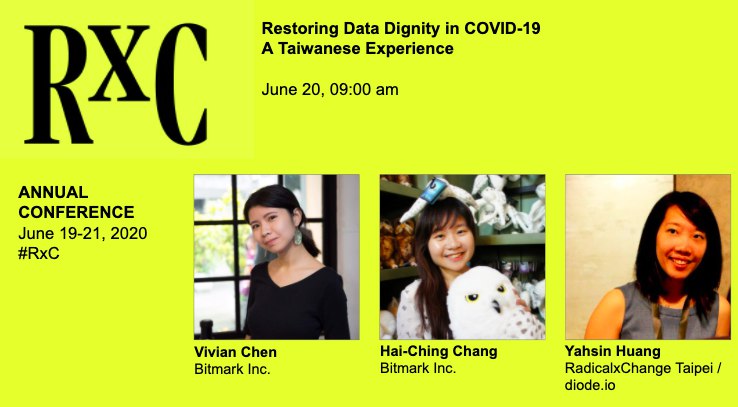 RxC
Restoring Data Dignity in COVID-19
A Taiwanese Experience
June 20, 09:00 am
ANNUAL
CONFERENCE
June 19-21, 2020
#RxC
Vivian Chen
Bitmark Inc.
Hai-Ching Chang
Bitmark Inc.
Yahsin Huang
RadicalxChange Taipei /
diode.io